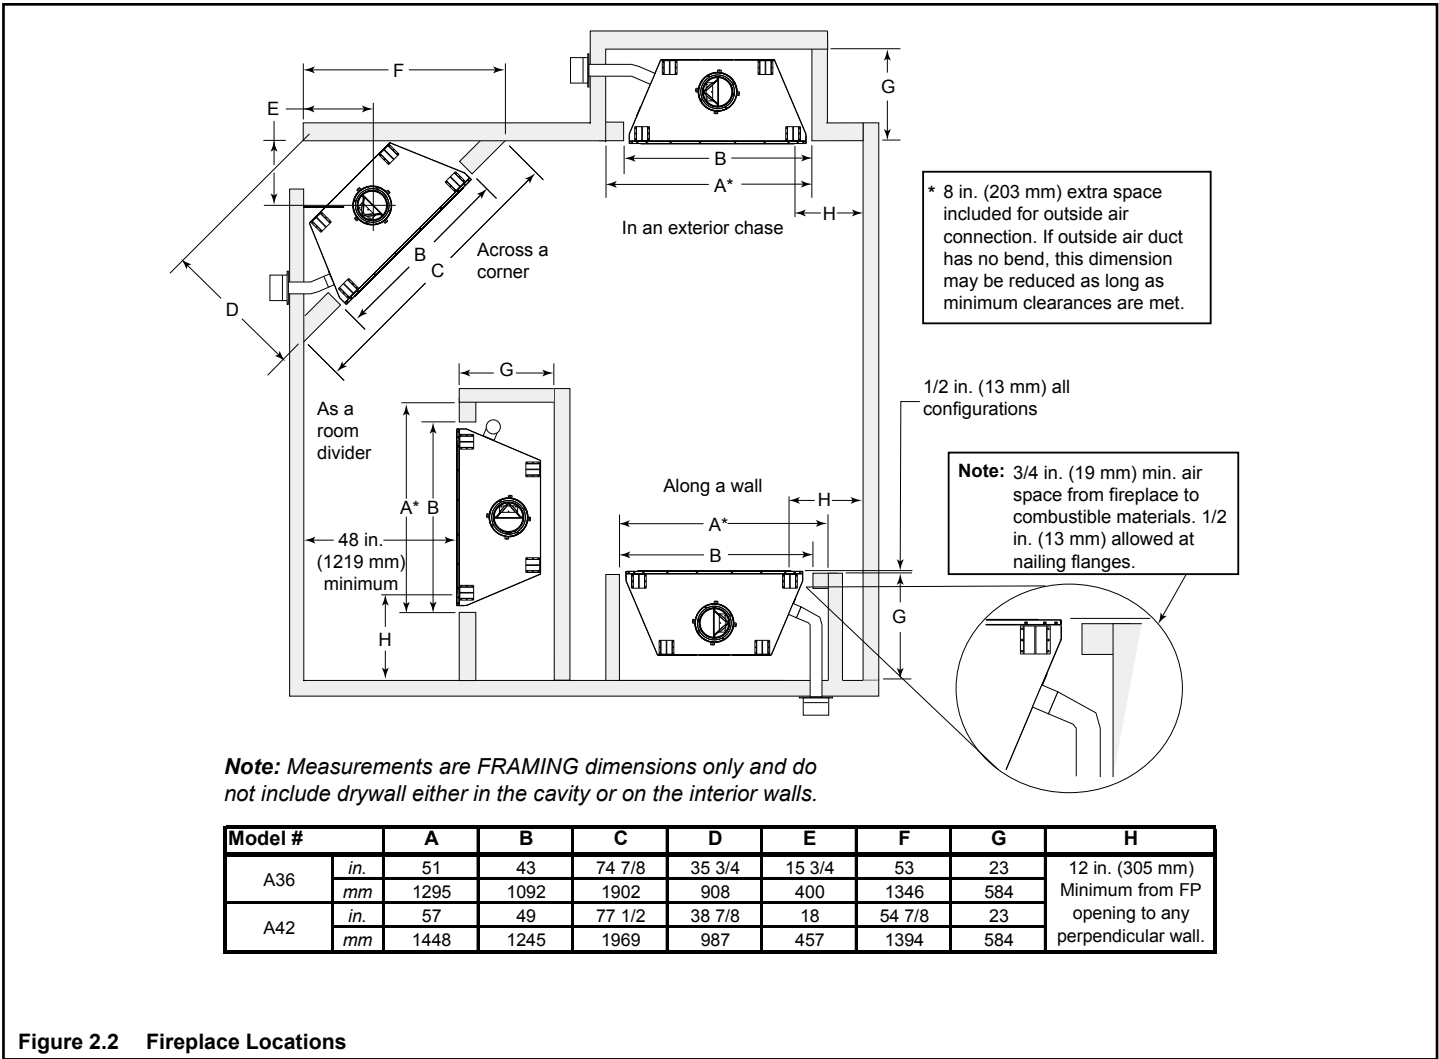 F
E
G
B
A*
H
In an exterior chase
* 8 in. (203 mm) extra space
included for outside air
connection. If outside air duct
has no bend, this dimension
may be reduced as long as
minimum clearances are met.
B
C
Across a
corner
D
G
1/2 in. (13 mm) all
configurations
As a
room
divider
A* B
48 in.
(1219 mm)
minimum
H
Along a wall
H
A*
B
G
Note: 3/4 in. (19 mm) min. air
space from fireplace to
combustible materials. 1/2
in. (13 mm) allowed at
nailing flanges.
Note: Measurements are FRAMING dimensions only and do
not include drywall either in the cavity or on the interior walls.
Model # A B C D E F G H
A36 in. 51 43 74 7/8 35 3/4 15 3/4 53 23
mm 1295 1092 1902 908 400 1346 584
A42 in. 57 49 77 1/2 38 7/8 18 54 7/8 23
mm 1448 1245 1969 987 457 1394 584
12 in. (305 mm)
Minimum from FP
opening to any
perpendicular wall.
Figure 2.2 Fireplace Locations